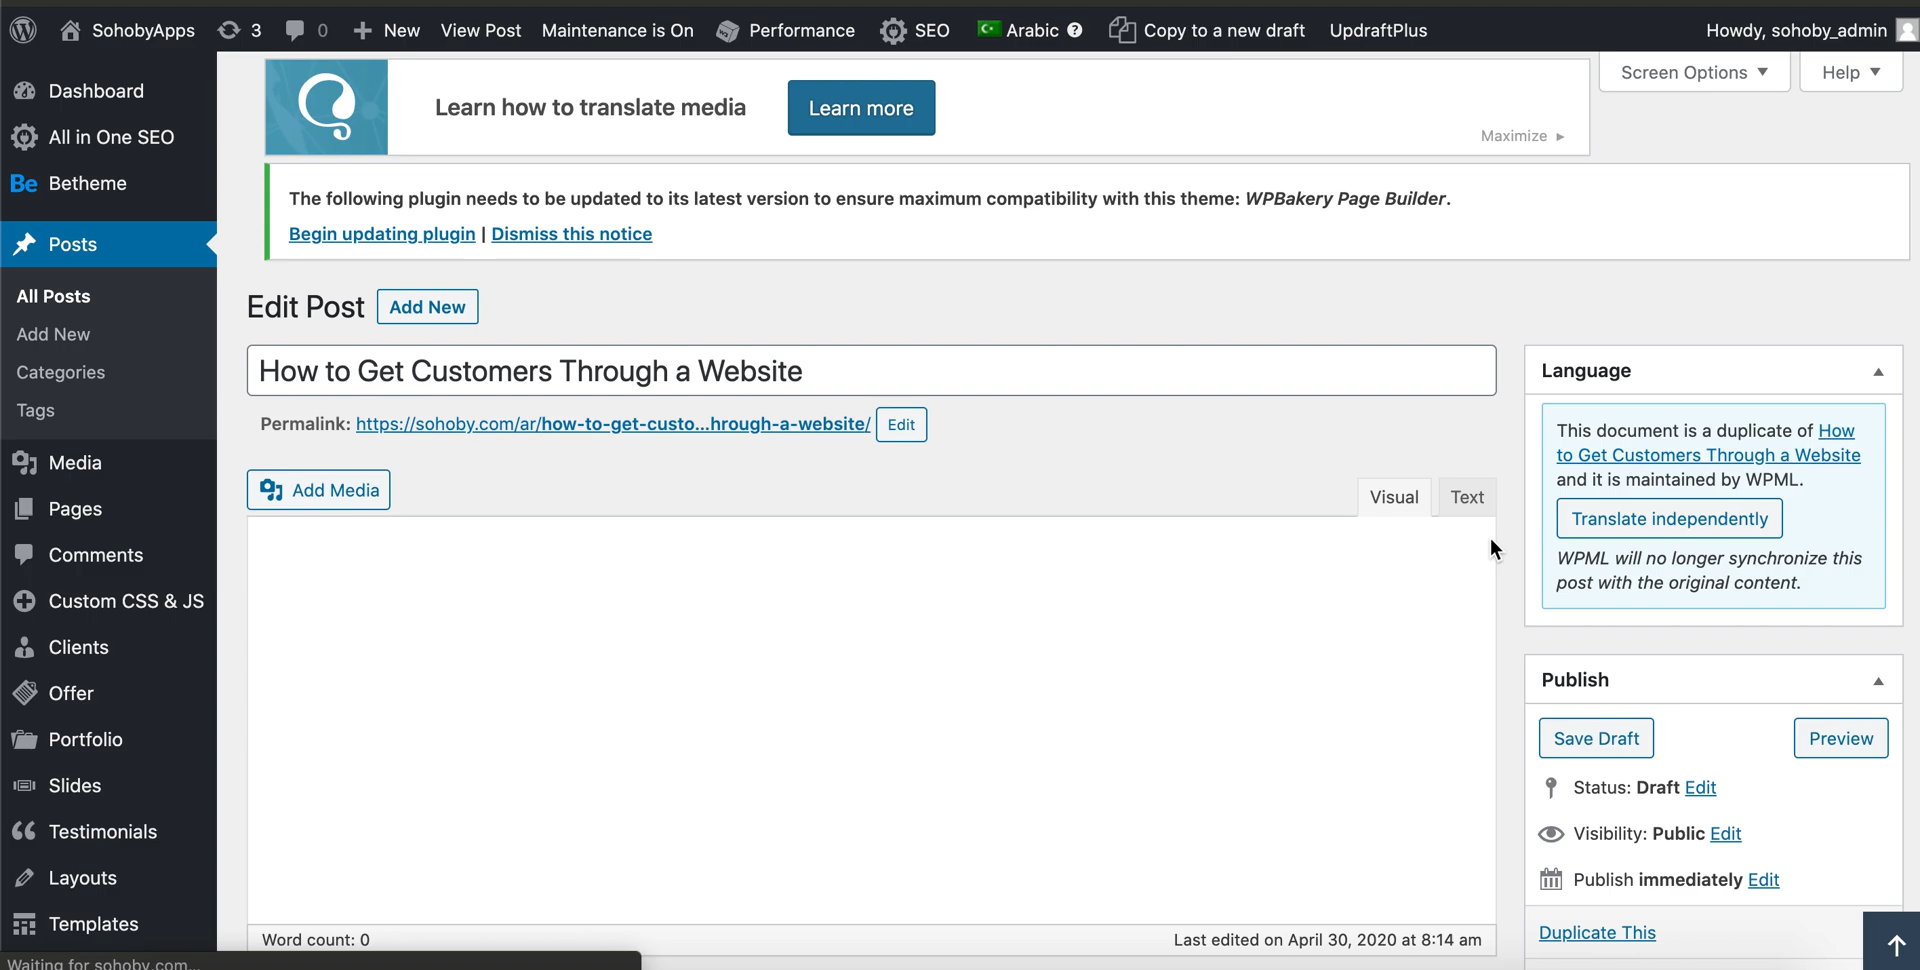 SohobyApps 3 0 New View Post Maintenance is On Performance SEO Arabic Copy to a new draft UpdraftPlus Howdy, sohoby_admin
Screen Options Help
Learn how to translate media Learn more
Maximize
The following plugin needs to be updated to its latest version to ensure maximum compatibility with this theme: WPBakery Page Builder.
Begin updating plugin | Dismiss this notice
Dashboard
All in One SEO
Be Betheme
Posts
All Posts
Add New
Categories
Tags
Media
Pages
Comments
Custom CSS & JS
Clients
Offer
Portfolio
Slides
Testimonials
Layouts
Templates
Edit Post Add New
How to Get Customers Through a Website
Permalink: https://sohoby.com/ar/how-to-get-custo...hrough-a-website/ Edit
Add Media
Visual Text
Word count: 0 Last edited on April 30, 2020 at 8:14 am
Language
This document is a duplicate of How
to Get Customers Through a Website
and it is maintained by WPML.
Translate independently
WPML will no longer synchronize this
post with the original content.
Publish
Save Draft Preview
Status: Draft Edit
Visibility: Public Edit
Publish immediately Edit
Duplicate This
Waiting for sohoby.com...